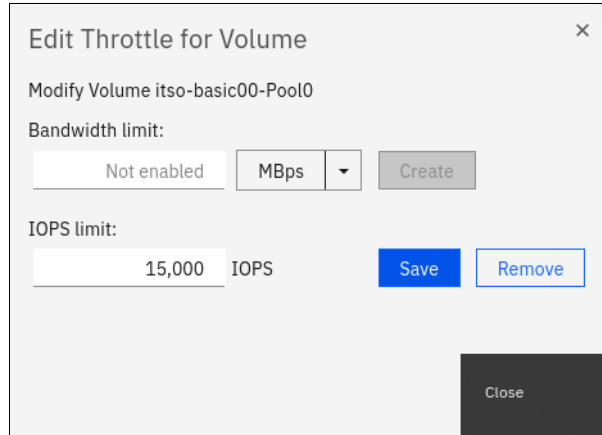 Edit Throttle for Volume
Modify Volume itso-basic00-Pool0
Bandwidth limit:
Not enabled MBps Create
IOPS limit:
15,000 IOPS Save Remove
Close